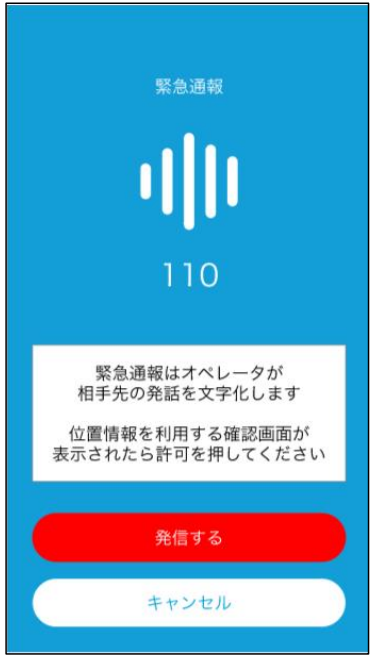 緊急通報
110
緊急通報はオペレータが
相手先の発話を文字化します
位置情報を利用する確認画面が
表示されたら許可を押してください
発信する
キャンセル